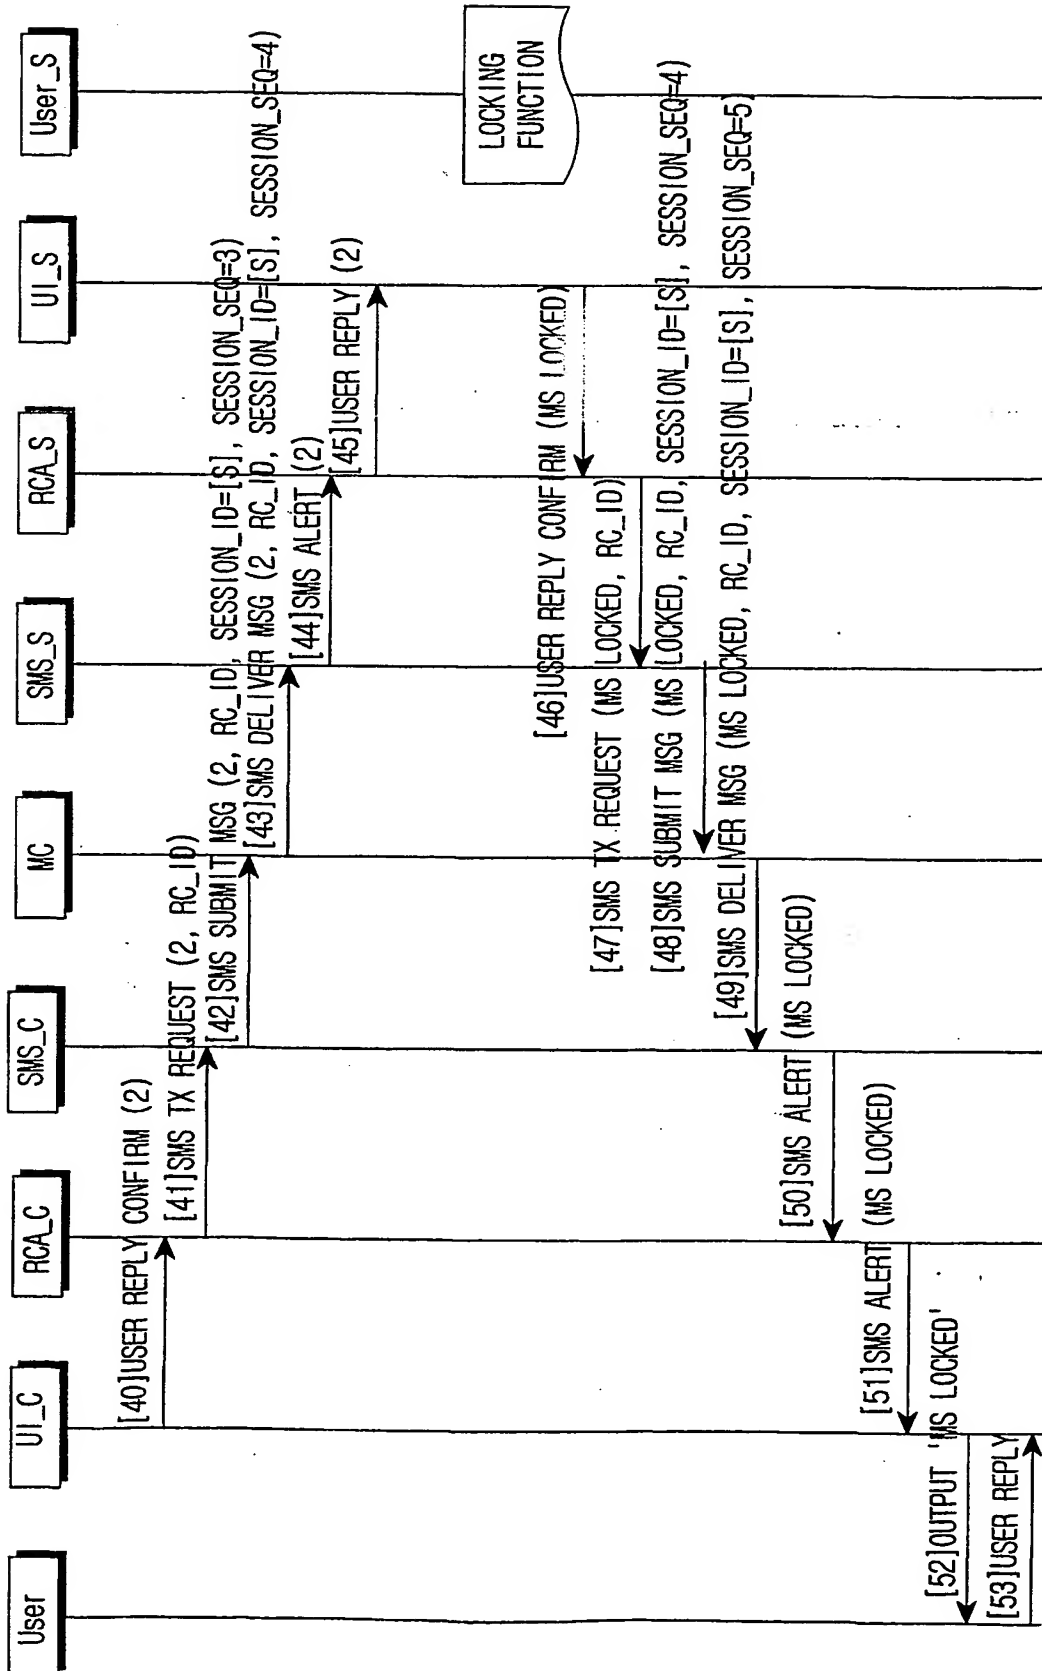 User
UI_C
RCA_C
SMS_C
MC
SMS_S
RCA_S
UI_S
User_S
[40]USER REPLY CONFIRM (2)
[41]SMS TX REQUEST (2, RC_ID)
[42]SMS SUBMIT MSG (2, RC_ID, SESSION_ID=[S], SESSION_SEQ=3)
[43]SMS DELIVER MSG (2, RC_ID, SESSION_ID=[S], SESSION_SEQ=4)
[44]SMS ALERT (2)
[45]USER REPLY (2)
LOCKING
FUNCTION
[46]USER REPLY CONFIRM (MS LOCKED)
[47]SMS TX REQUEST (MS LOCKED, RC_ID)
[48]SMS SUBMIT MSG (MS LOCKED, RC_ID, SESSION_ID=[S], SESSION_SEQ=4)
[49]SMS DELIVER MSG (MS LOCKED, RC_ID, SESSION_ID=[S], SESSION_SEQ=5)
[50]SMS ALERT (MS LOCKED)
[51]SMS ALERT (MS LOCKED)
[52]OUTPUT 'MS LOCKED'
[53]USER REPLY